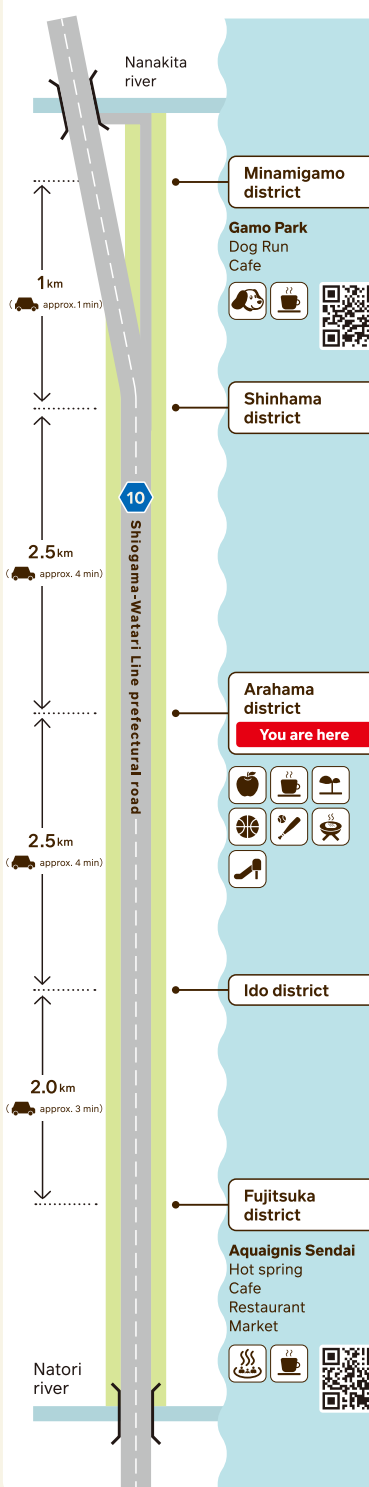 Nanakita
river
Minamigamo
district
Gamo Park
Dog Run
Cafe
1km
( approx.1 min)
Shinhama
district
10
Shiogama-Watari Line prefectural road
2.5km
( approx. 4 min)
Arahama
district
You are here
2.5km
( approx. 4 min)
Ido district
2.0km
( approx. 3 min)
Fujitsuka
district
Aquaignis Sendai
Hot spring
Cafe
Restaurant
Market
Natori
river